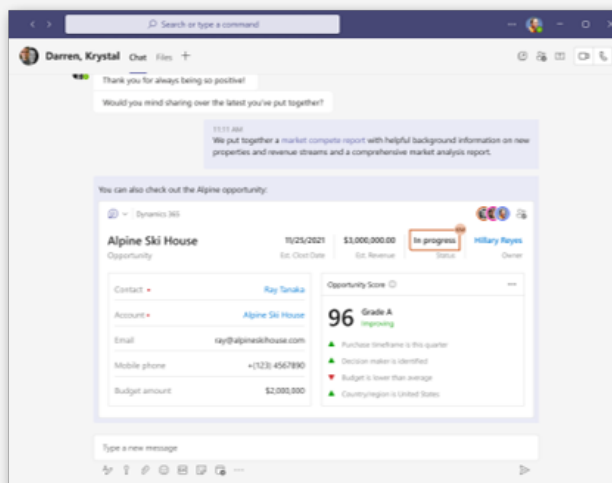 Search or type a command
Darren, Krystal Chat Files
Thank you for always being so positive!
Would you mind sharing over the latest you've put together?
11:11 AM
We put together a market compete report with helpful background information on new
properties and revenue streams and a comprehensive market analysis report.
You can also check out the Alpine opportunity:
Dynamics 365
Alpine Ski House 11/25/2021 $3,000,000.00 In progress Hillary Reyes
Opportunity Est. Clost Date Est. Revenue Status Owner
Contact Ray Tanaka
Account Alpine Ski House
Email ray@alpineskihouse.com
Mobile phone +(123) 4567890
Budget amount $2,000,000
Opportunity Score
96 Grade A
Improving
Purchase timeframe is this quarter
Decision maker is identified
Budget is lower than average
Country/region is United States
Type a new message